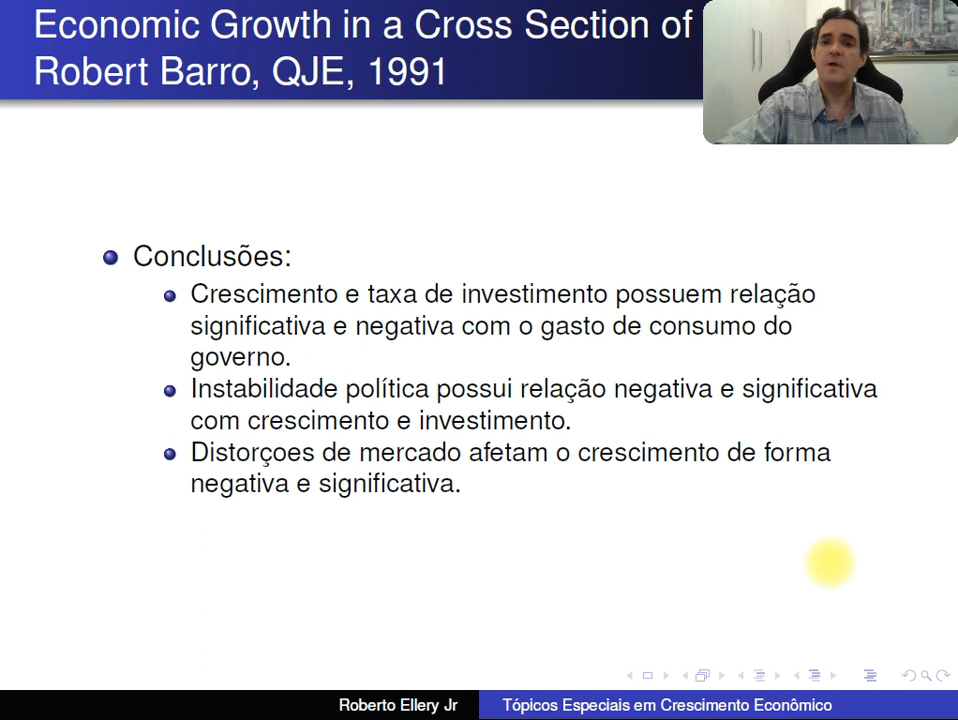 Economic Growth in a Cross Section of
Robert Barro, QJE, 1991
Conclusões:
Crescimento e taxa de investimento possuem relação
significativa e negativa com o gasto de consumo do
governo.
Instabilidade política possui relação negativa e significativa
com crescimento e investimento.
Distorçoes de mercado afetam o crescimento de forma
negativa e significativa.
Roberto Ellery Jr
Tópicos Especiais em Crescimento Econômico